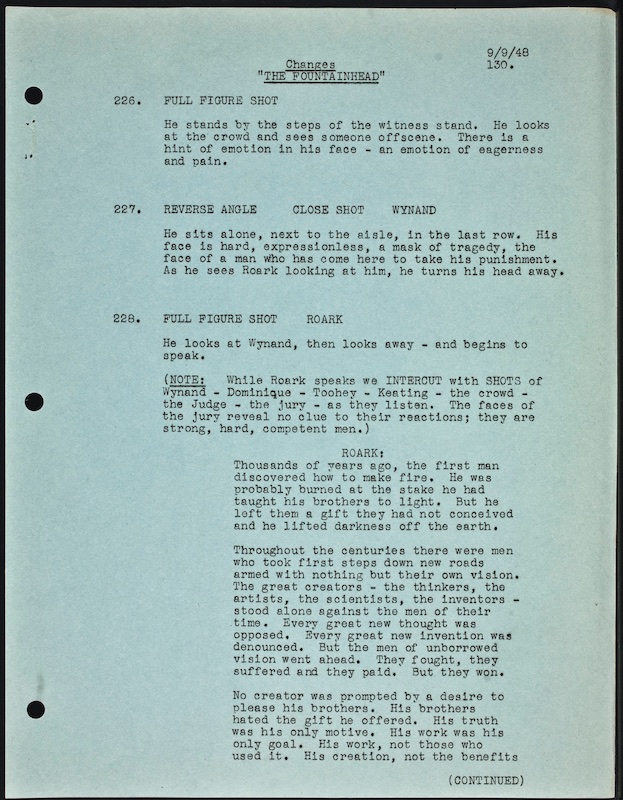 9/9/48
Changes 130.
"THE FOUNTAINHEAD"
226. FULL FIGURE SHOT
He stands by the steps of the witness stand. He looks
at the crowd and sees someone offscene. There is a
hint of emotion in his face - an emotion of eagerness
and pain.
227. REVERSE ANGLE CLOSE SHOT WYNAND
He sits alone, next to the aisle, in the last row. His
face is hard, expressionless, a mask of tragedy, the
face of a man who has come here to take his punishment.
As he sees Roark looking at him, he turns his head away.
228. FULL FIGURE SHOT ROARK
He looks at Wynand, then looks away - and begins to
speak.
(NOTE: While Roark speaks we INTERCUT with SHOTS of
Wynand - Dominique - Toohey - Keating - the crowd -
the Judge - the jury - as they listen. The faces of
the jury reveal no clue to their reactions; they are
strong, hard, competent men.)
ROARK:
Thousands of years ago, the first man
discovered how to make fire. He was
probably burned at the stake he had
taught his brothers to light. But he
left them a gift they had not conceived
and he lifted darkness off the earth.
Throughout the centuries there were men
who took first steps down new roads
armed with nothing but their own vision.
The great creators - the thinkers, the
artists, the scientists, the inventors -
stood alone against the men of their
time. Every great new thought was
opposed. Every great new invention was
denounced. But the men of unborrowed
vision went ahead. They fought, they
suffered and they paid. But they won.
No creator was prompted by a desire to
please his brothers. His brothers
hated the gift he offered. His truth
was his only motive. His work was his
only goal. His work, not those who
used it. His creation, not the benefits
(CONTINUED)